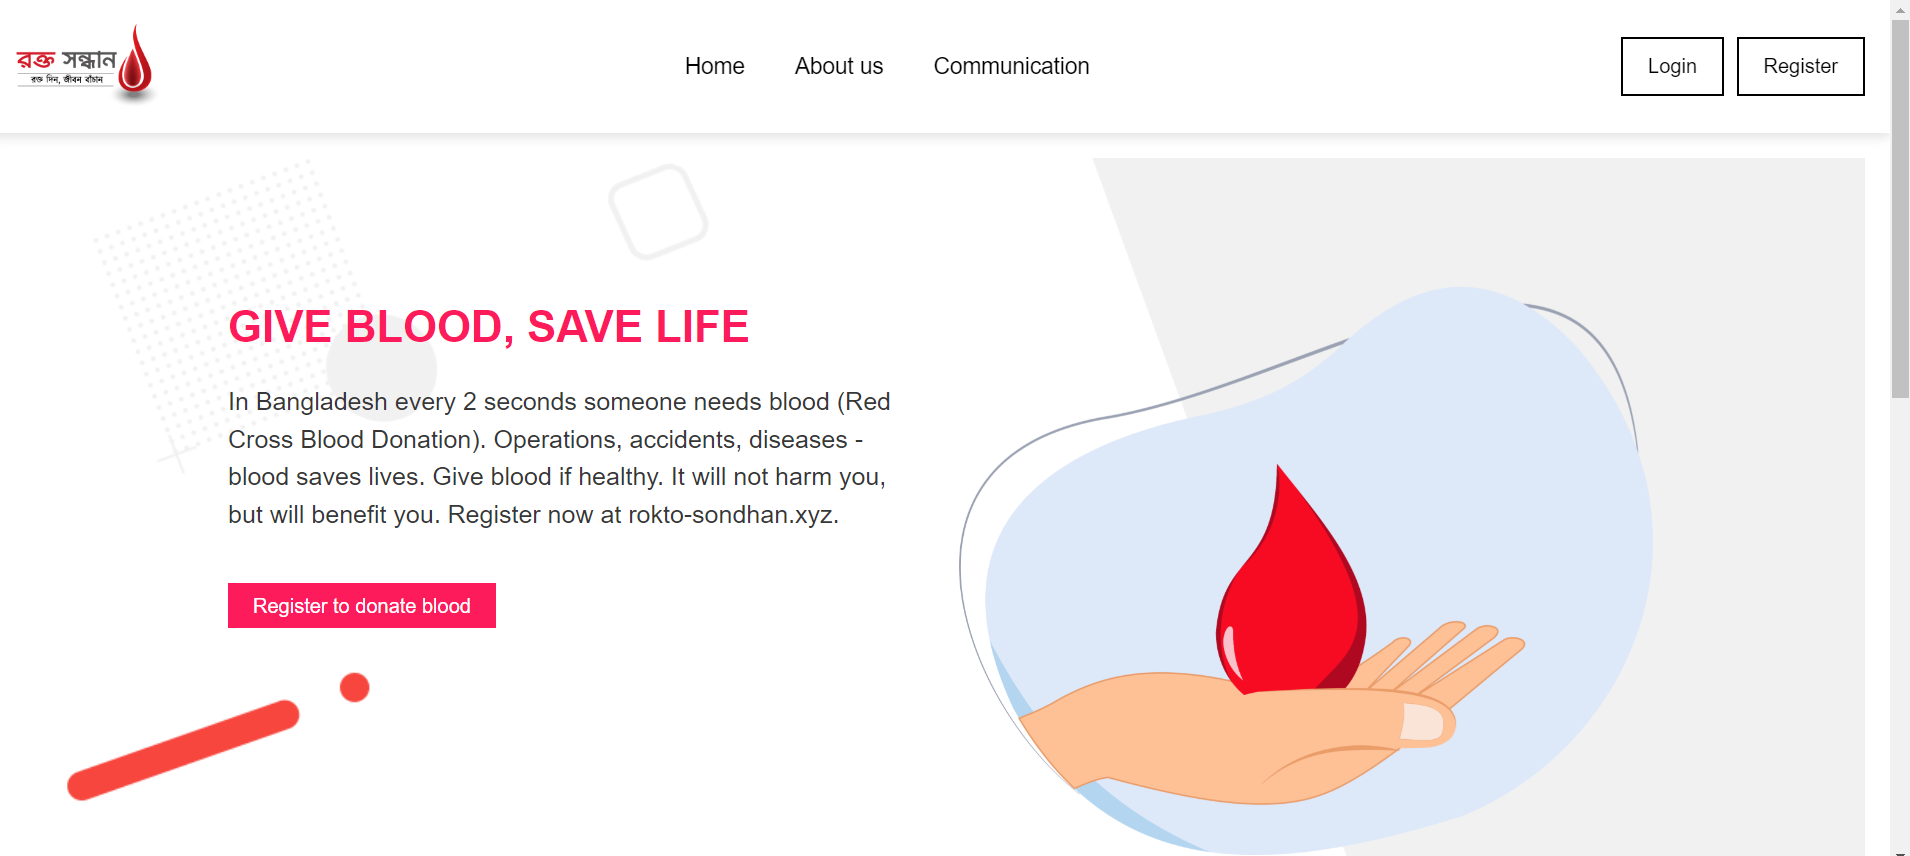 রক্ত সন্ধান
রক্ত দিন, জীবন বাঁচান
Home
About us
Communication
Login
Register
GIVE BLOOD, SAVE LIFE
In Bangladesh every 2 seconds someone needs blood (Red
Cross Blood Donation). Operations, accidents, diseases -
blood saves lives. Give blood if healthy. It will not harm you,
but will benefit you. Register now at rokto-sondhan.xyz.
Register to donate blood